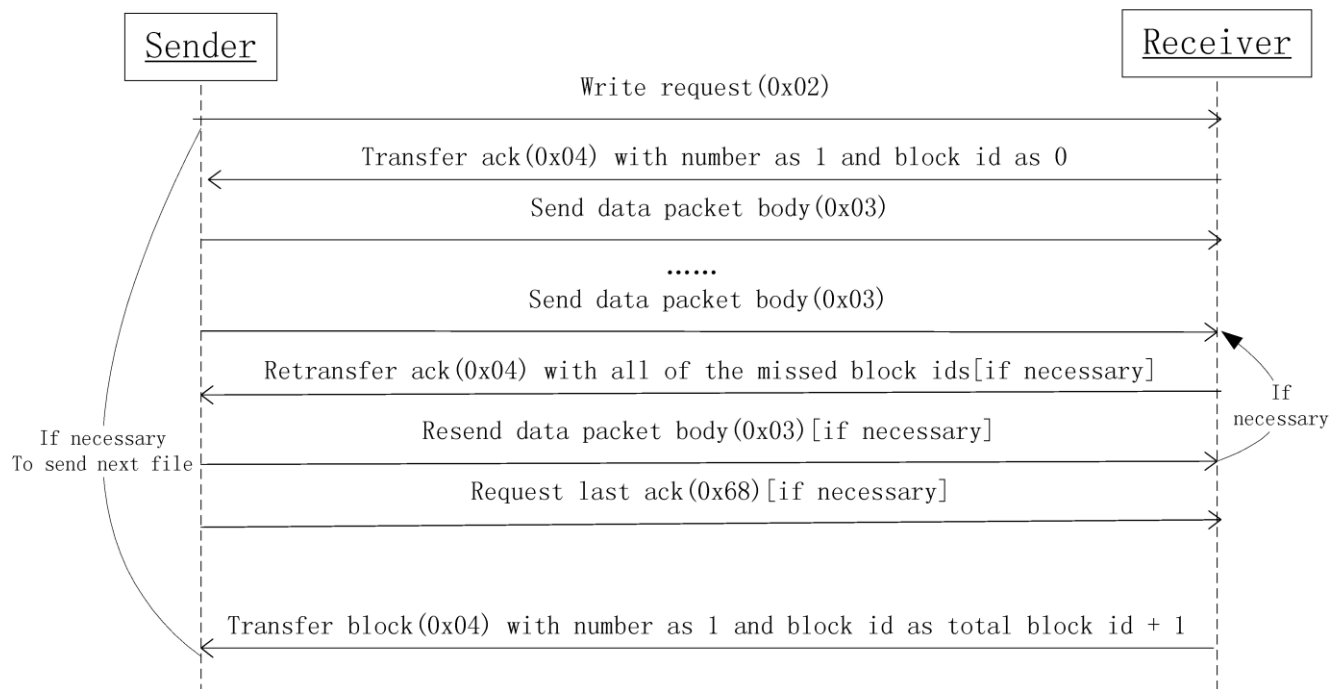 Sender
Receiver
Write request(0x02)
Transfer ack(0x04) with number as 1 and block id as 0
Send data packet body(0x03)
......
Send data packet body(0x03)
Retransfer ack(0x04) with all of the missed block ids[if necessary]
If
necessary
Resend data packet body(0x03)[if necessary]
If necessary
To send next file
Request last ack(0x68)[if necessary]
Transfer block(0x04) with number as 1 and block id as total block id + 1